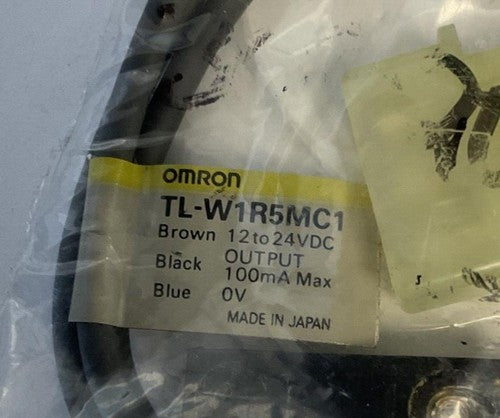 OMRON
TL-W1R5MC1
Brown 12to24VDC
Black OUTPUT
100mA Max
Blue 0V
MADE IN JAPAN